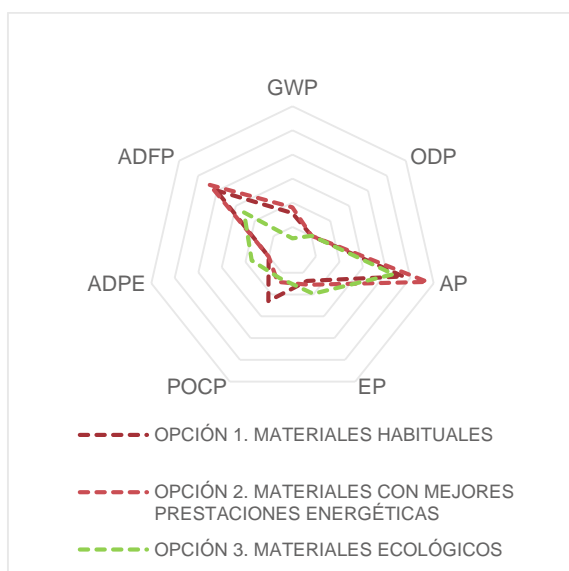 GWP
ADFP
ODP
ADPE
AP
POCP
EP
OPCIÓN 1. MATERIALES HABITUALES
OPCIÓN 2. MATERIALES CON MEJORES
PRESTACIONES ENERGÉTICAS
OPCIÓN 3. MATERIALES ECOLÓGICOS